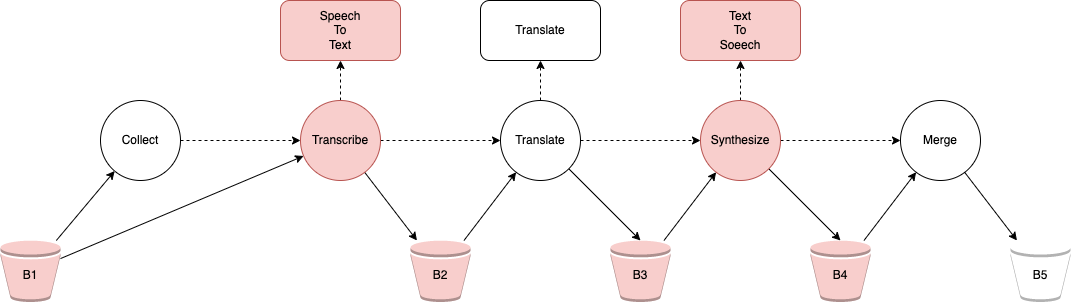 Speech
To
Text
Translate
Text
To
Soeech
Collect
Transcribe
Translate
Synthesize
Merge
B1
B2
B3
B4
B5